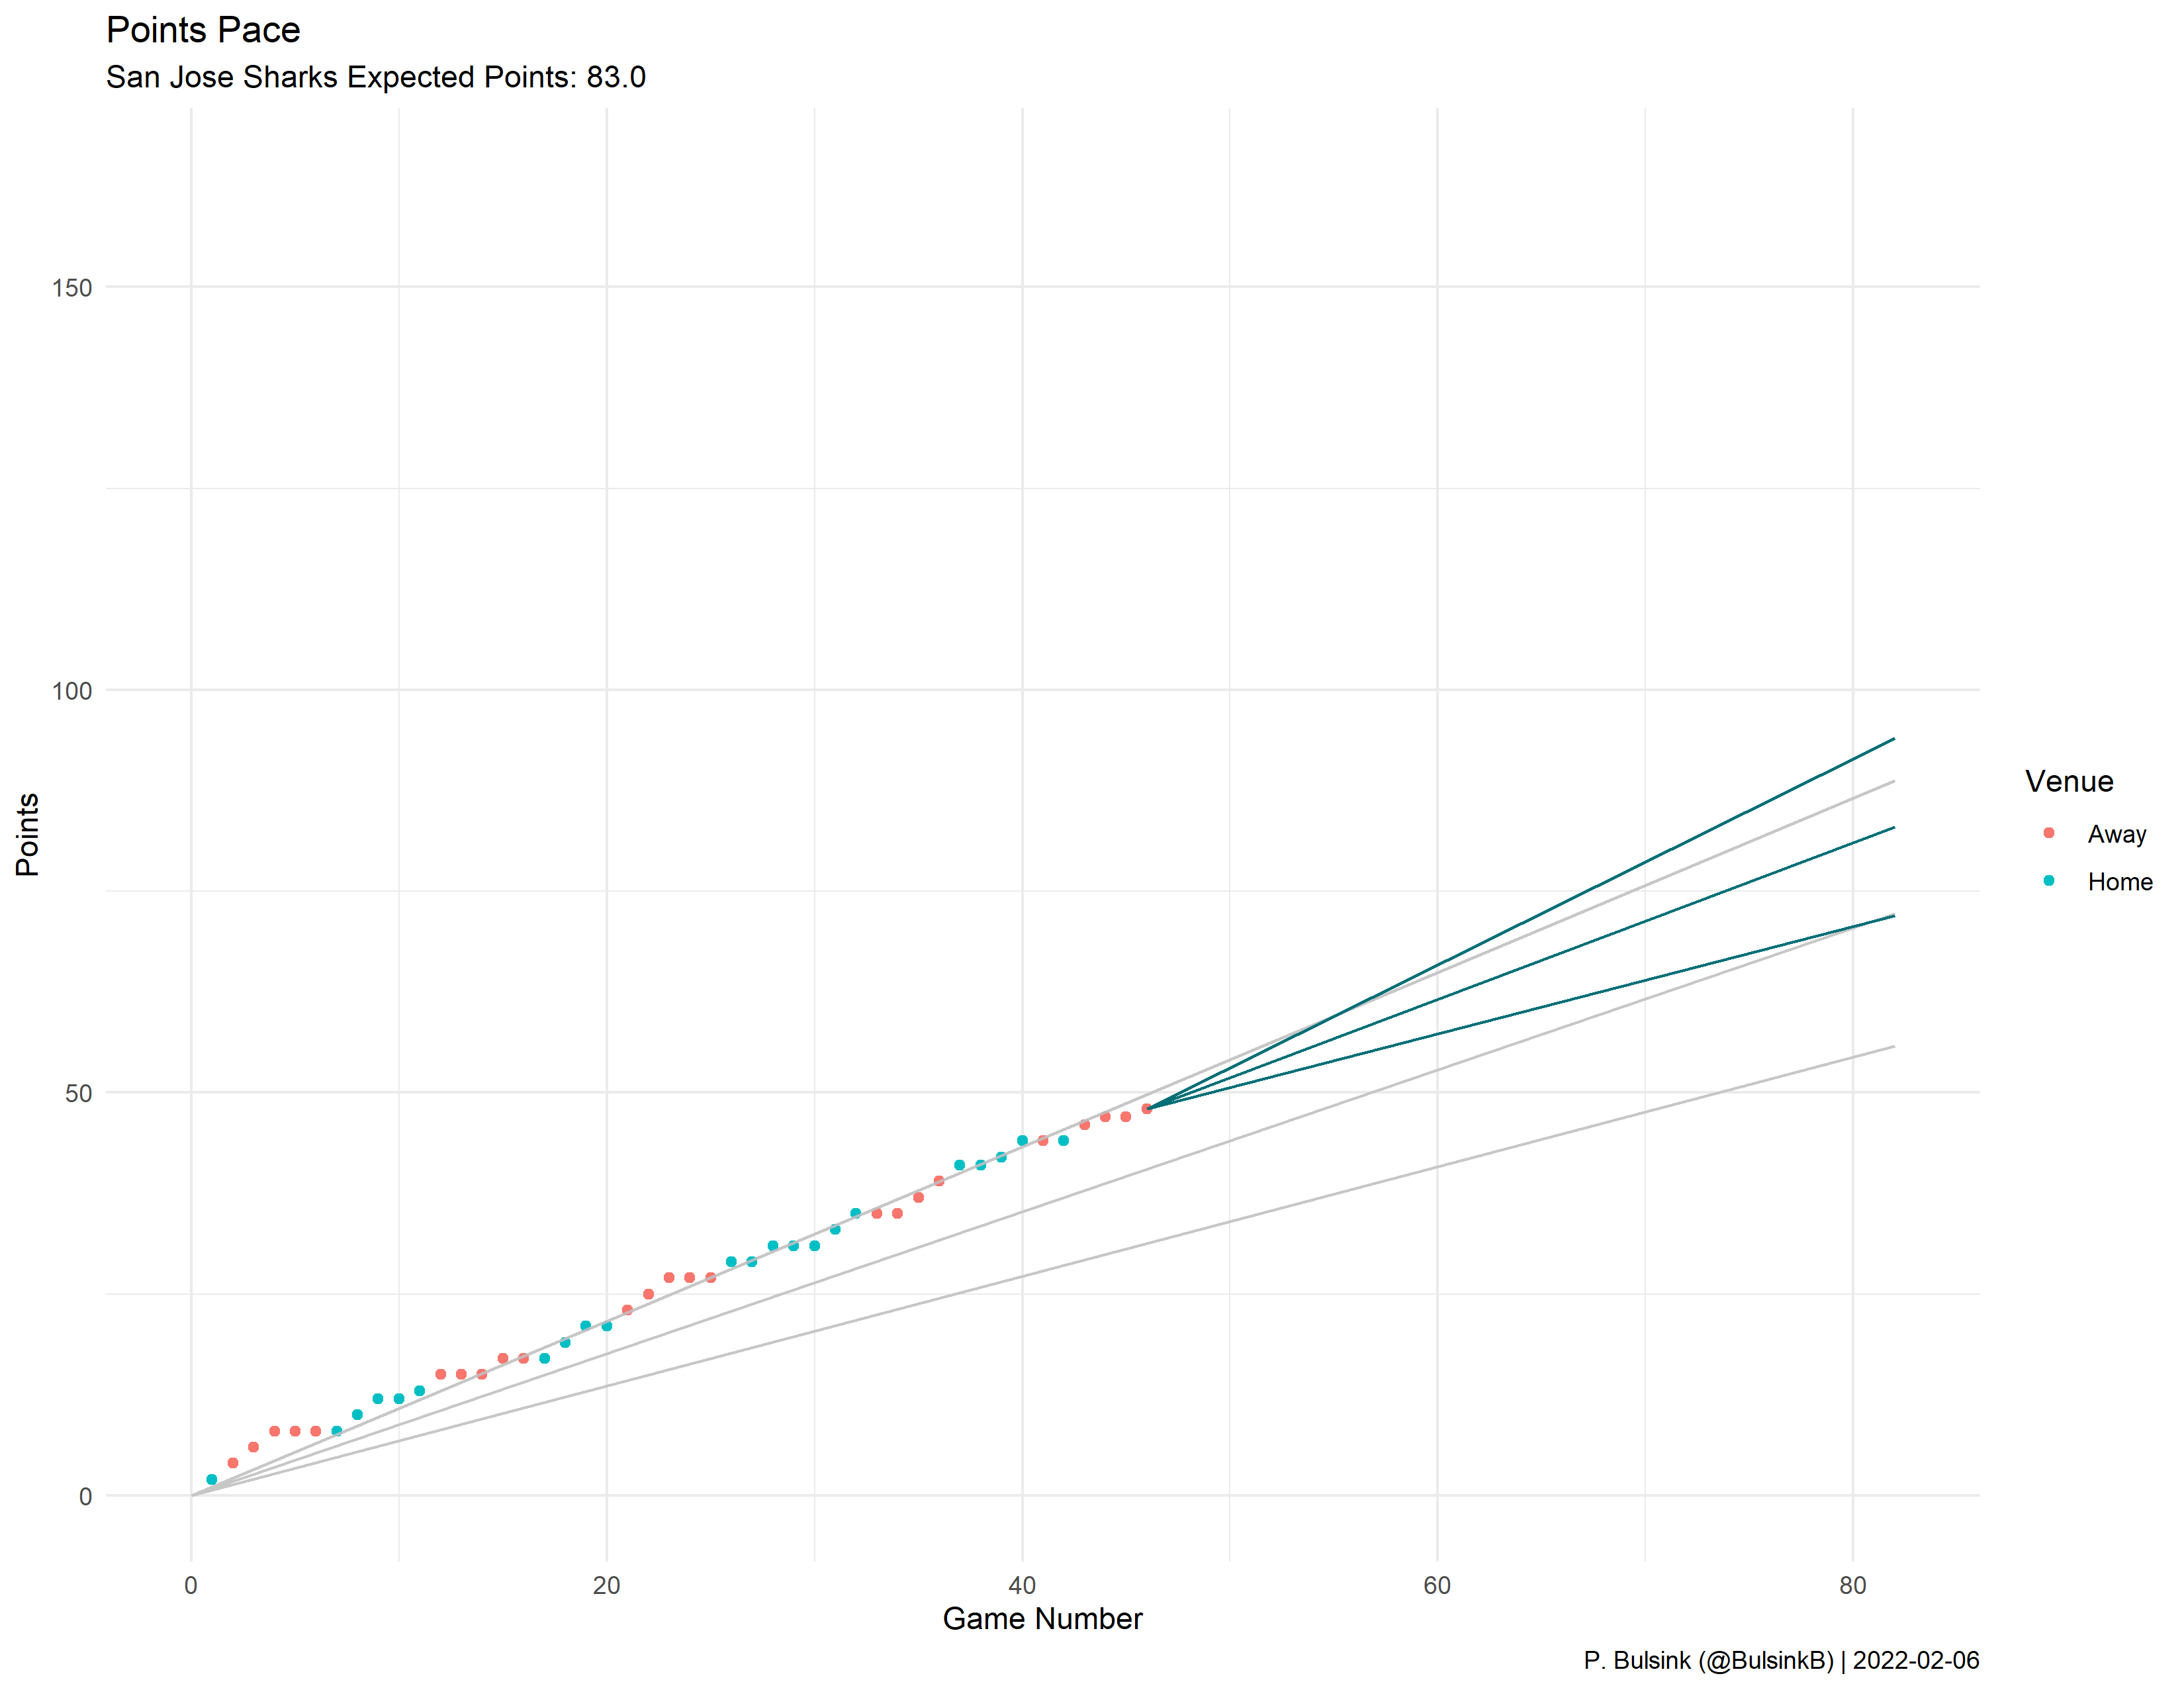 Points Pace
San Jose Sharks Expected Points: 83.0
150
100
50
0
Points
0 20 40 60 80
Game Number
Venue
Away
Home
P. Bulsink (@BulsinkB) | 2022-02-06